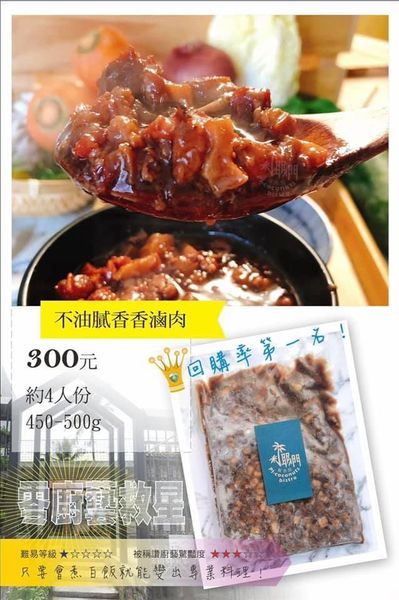 不油膩香香滷肉
300元
約4人份
450-500g
回購率第一名！
bistro
零廚藝救星
難易等級 ★☆☆☆☆ 被稱讚廚藝驚豔度 ★★★
只要會煮白飯就能變出專業料理！